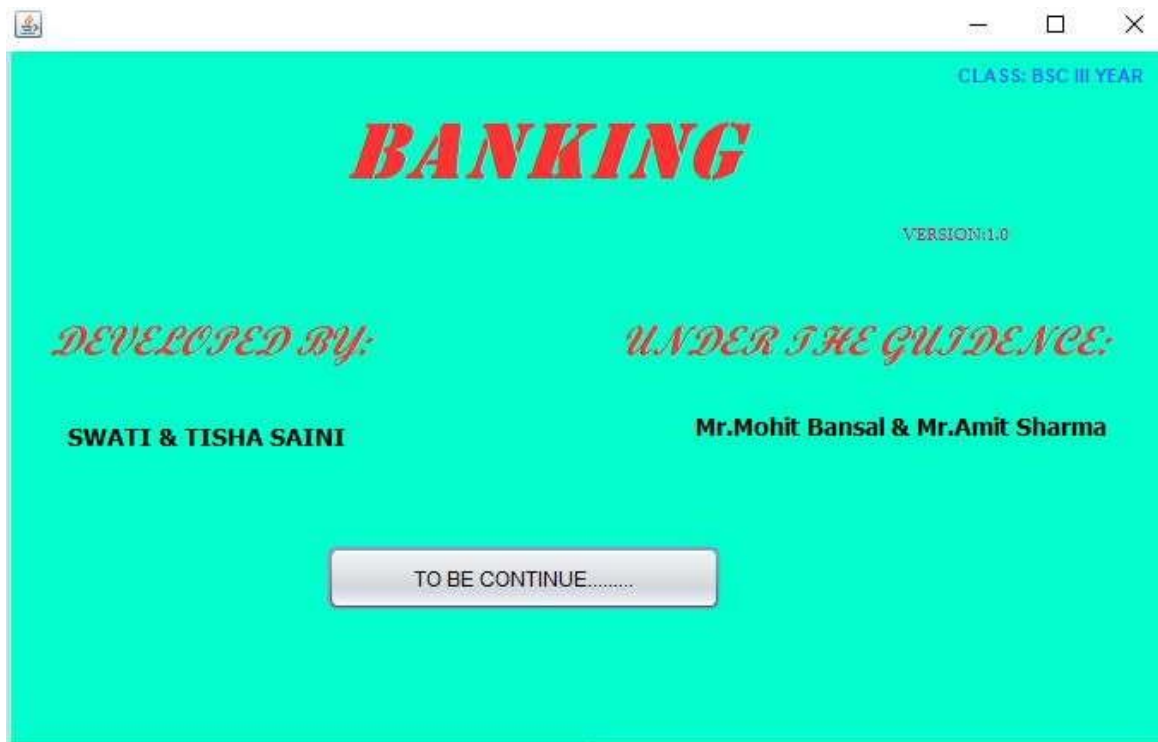 CLASS: BSC III YEAR
BANKING
VERSION:1.0
DEVELOPED BY:
UNDER THE GUIDENCE:
SWATI & TISHA SAINI
Mr.Mohit Bansal & Mr.Amit Sharma
TO BE CONTINUE.........